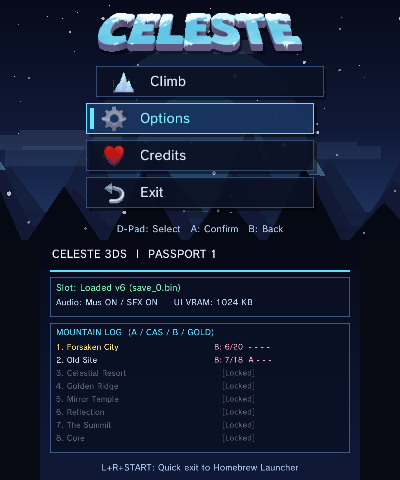 CELESTE
Climb
Options
Credits
Exit
D-Pad: Select A: Confirm B: Back
CELESTE 3DS | PASSPORT 1
Slot: Loaded v6 (save_0.bin)
Audio: Mus ON / SFX ON UI VRAM: 1024 KB
MOUNTAIN LOG (A / CAS / B / GOLD)
1. Forsaken City B: 6/20 - - - -
2. Old Site B: 7/18 A - - -
3. Celestial Resort [Locked]
4. Golden Ridge [Locked]
5. Mirror Temple [Locked]
6. Reflection [Locked]
7. The Summit [Locked]
8. Core [Locked]
L+R+START: Quick exit to Homebrew Launcher